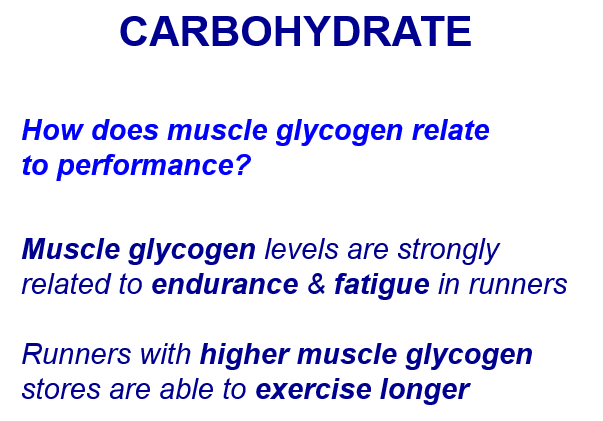 CARBOHYDRATE
How does muscle glycogen relate
to performance?
Muscle glycogen levels are strongly
related to endurance & fatigue in runners
Runners with higher muscle glycogen
stores are able to exercise longer